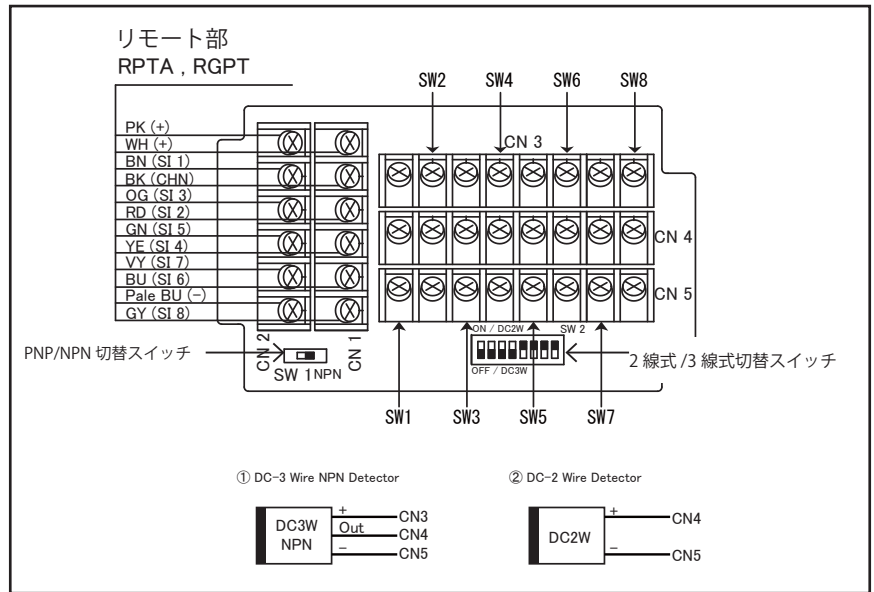 リモート部
RPTA , RGPT
SW2 SW4 SW6 SW8
PK (+)
WH (+)
BN (SI 1)
BK (CHN)
OG (SI 3)
RD (SI 2)
GN (SI 5)
YE (SI 4)
VY (SI 7)
BU (SI 6)
Pale BU (-)
GY (SI 8)
CN 3
CN 4
CN 5
CN 2
CN 1
ON / DC2W
SW 2
OFF / DC3W
PNP/NPN 切替スイッチ
SW 1 NPN
2 線式 /3 線式切替スイッチ
SW1 SW3 SW5 SW7
① DC-3 Wire NPN Detector
DC3W
NPN
+
Out
-
CN3
CN4
CN5
② DC-2 Wire Detector
DC2W
+
-
CN4
CN5